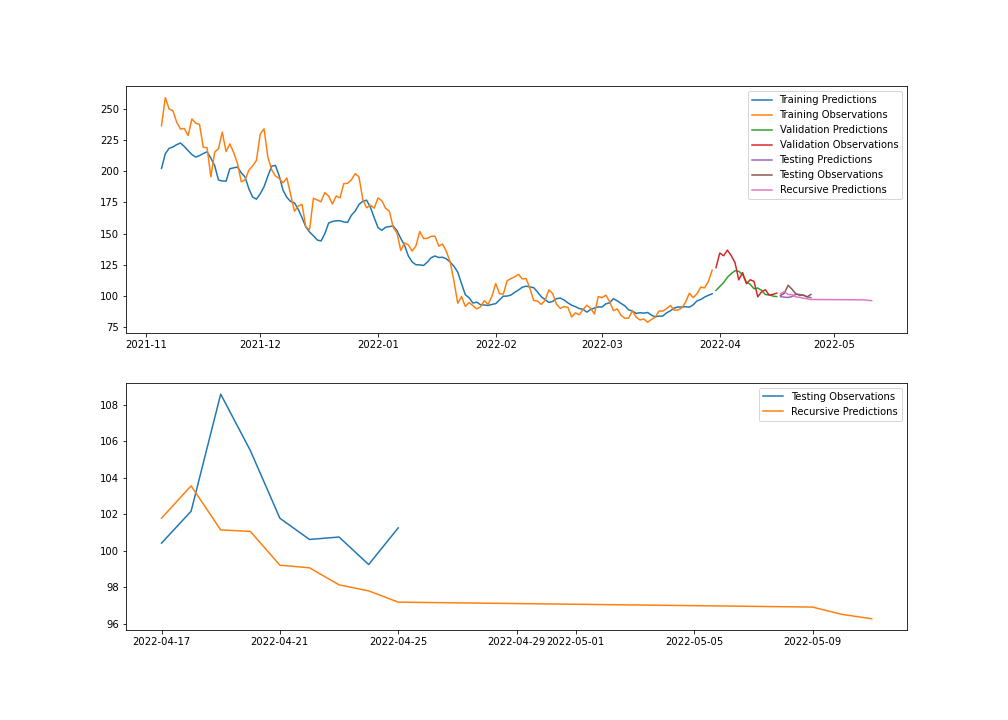 250
225
200
175
150
125
100
75
2021-11 2021-12 2022-01 2022-02 2022-03 2022-04 2022-05
Training Predictions
Training Observations
Validation Predictions
Validation Observations
Testing Predictions
Testing Observations
Recursive Predictions
108
106
104
102
100
98
96
2022-04-17 2022-04-21 2022-04-25 2022-04-29 2022-05-01 2022-05-05 2022-05-09
Testing Observations
Recursive Predictions